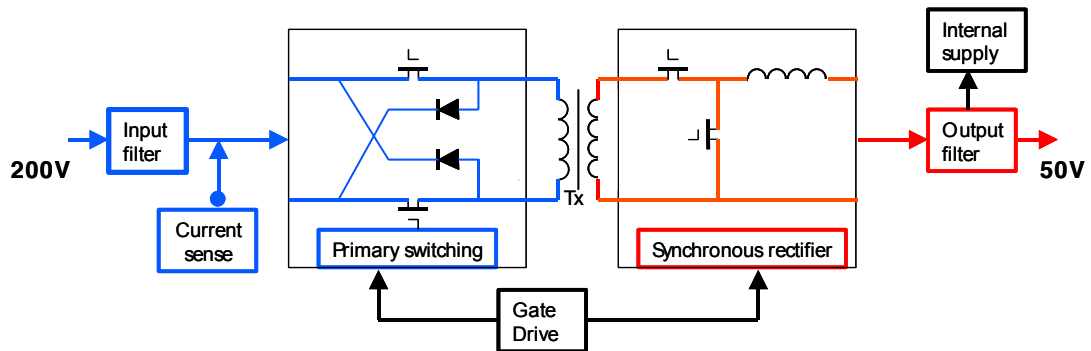 Internal
supply
Input
filter
Output
filter
200V
50V
Tx
Current
sense
Primary switching
Synchronous rectifier
Gate
Drive